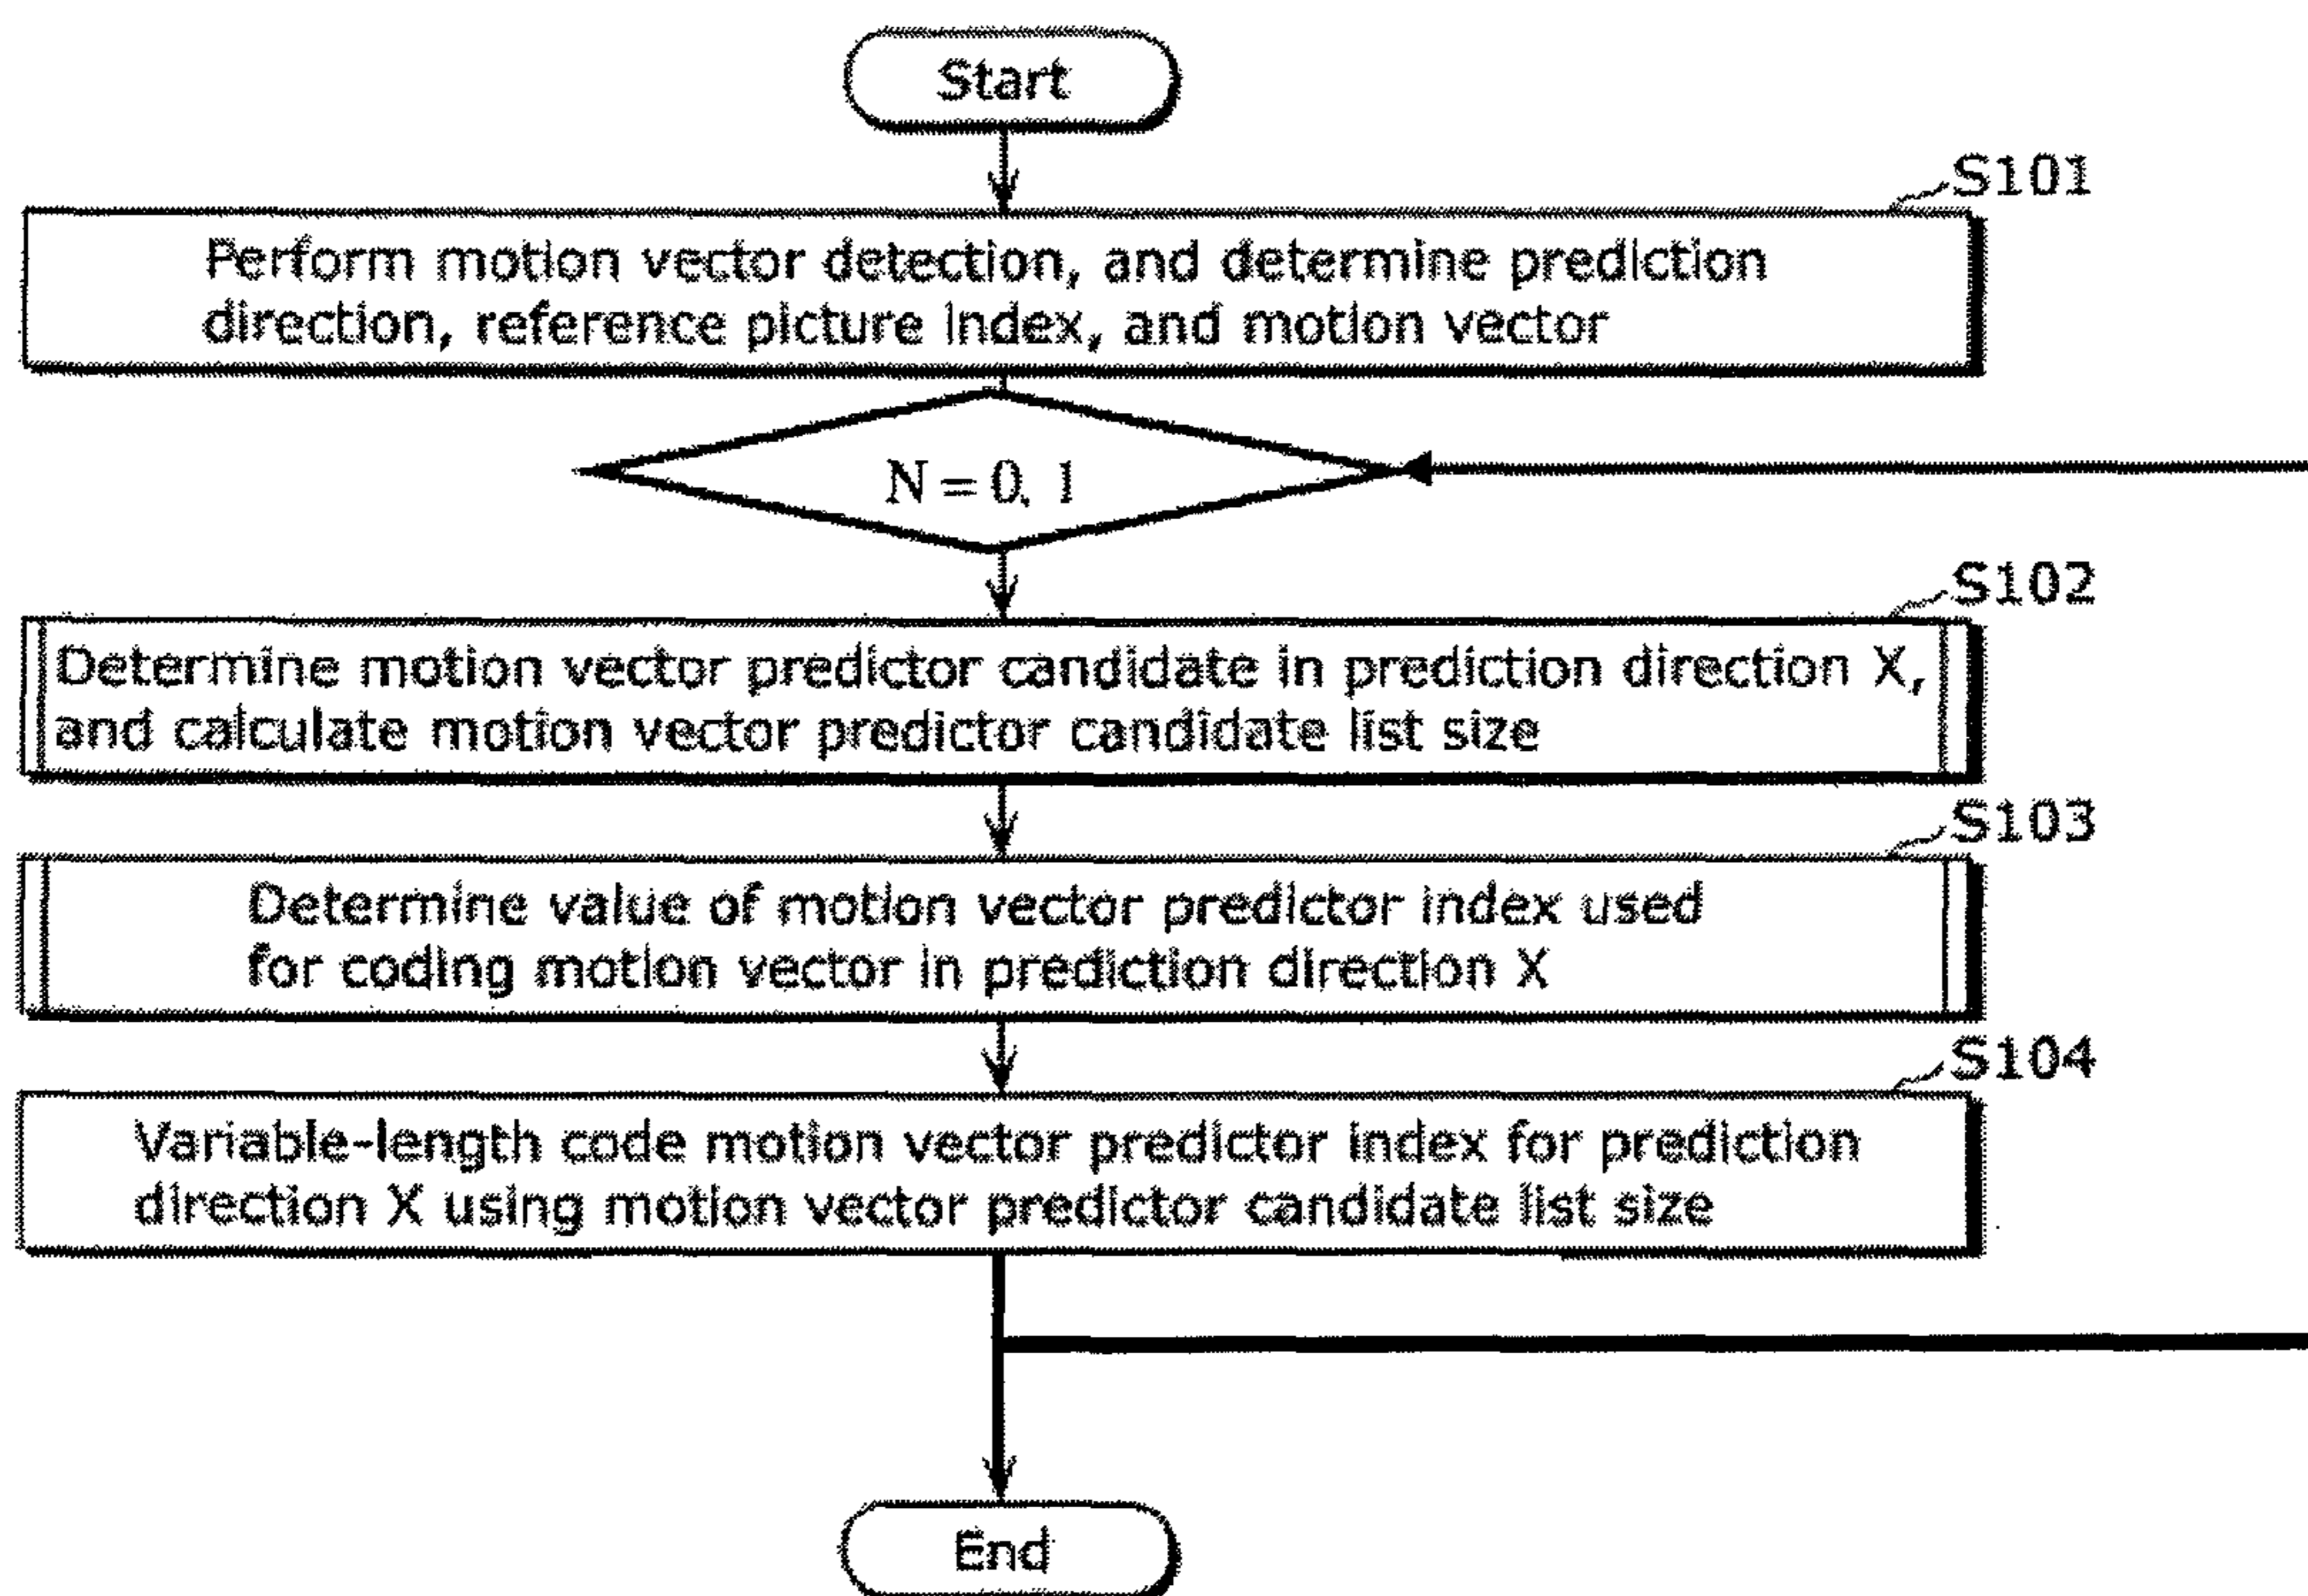 Start
S101
Perform motion vector detection, and determine prediction
direction, reference picture index, and motion vector
N = 0, 1
S102
Determine motion vector predictor candidate in prediction direction X,
and calculate motion vector predictor candidate list size
S103
Determine value of motion vector predictor index used
for coding motion vector in prediction direction X
S104
Variable-length code motion vector predictor index for prediction
direction X using motion vector predictor candidate list size
End